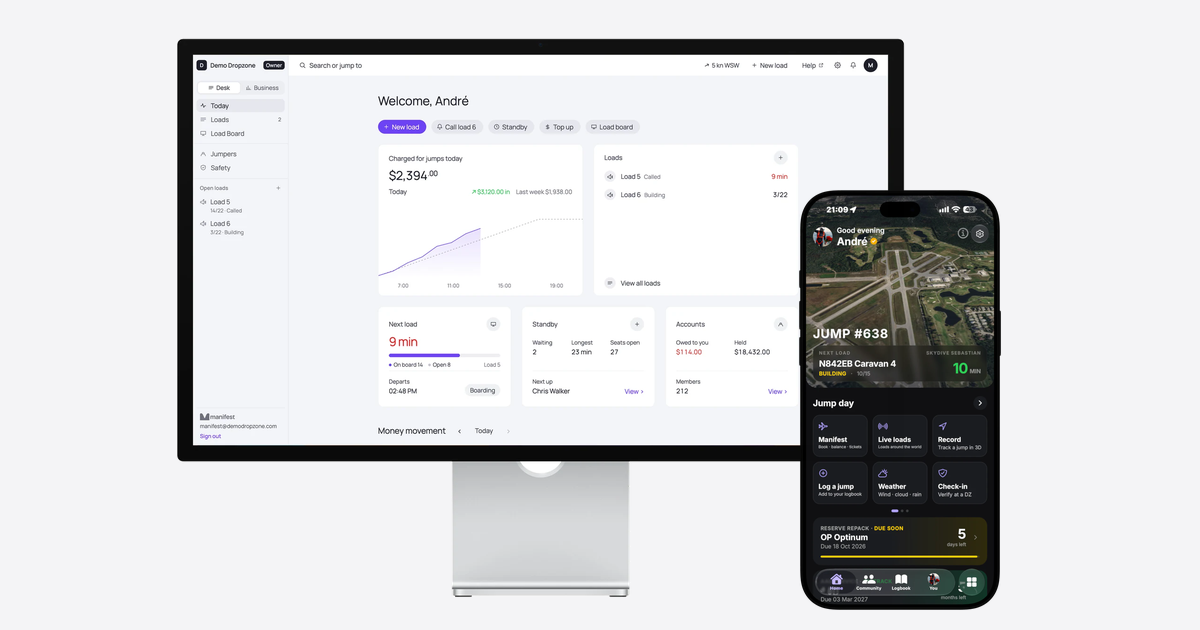 D Demo Dropzone Owner
Search or jump to
5 kn WSW
New load
Help
M
Desk
Business
Today
Loads 2
Load Board
Jumpers
Safety
Open loads
Load 5
14/22 · Called
Load 6
3/22 · Building
manifest
manifest@demodropzone.com
Sign out
Welcome, André
+ New load
Call load 6
Standby
$ Top up
Load board
Charged for jumps today
$2,394.00
Today
$3,120.00 in
Last week $1,938.00
7:00 11:00 15:00 19:00
Loads
Load 5 Called 9 min
Load 6 Building 3/22
View all loads
Next load
9 min
On board 14 Open 8 Load 5
Departs
02:48 PM
Boarding
Standby
Waiting Longest Seats open
2 23 min 27
Next up
Chris Walker
View ›
Accounts
Owed to you Held
$114.00 $18,432.00
Members
212
View ›
Money movement ‹ Today ›
21:09
43
Good evening
André
JUMP #638
NEXT LOAD SKYDIVE SEBASTIAN
N842EB Caravan 4
BUILDING · 10/15
10 MIN
Jump day
Manifest
Book · balance · tickets
Live loads
Loads around the world
Record
Track a jump in 3D
Log a jump
Add to your logbook
Weather
Wind · cloud · rain
Check-in
Verify at a DZ
RESERVE REPACK · DUE SOON
OP Optinum
Due 18 Oct 2026
5
days left
Home
Community
Logbook
You
Due 03 Mar 2027
months left